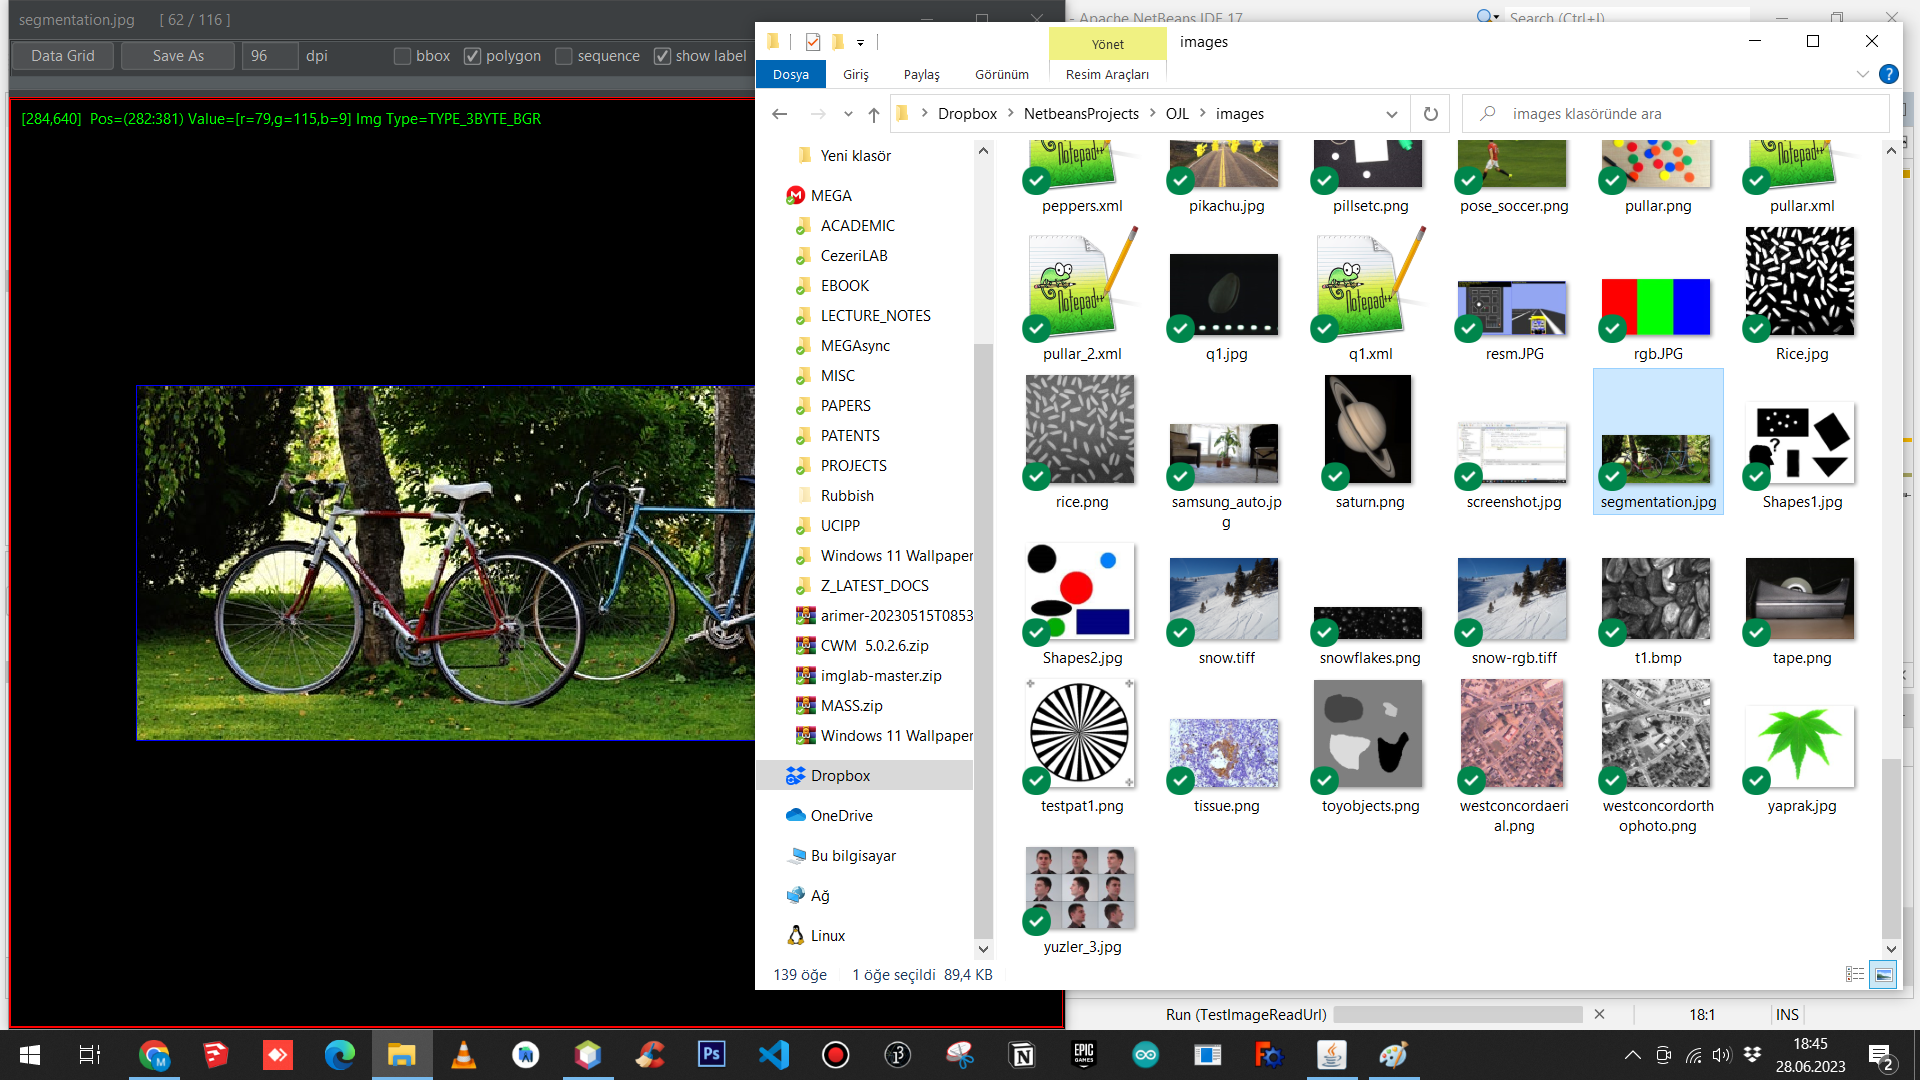 segmentation.jpg [ 62 / 116 ]
- Apache NetBeans IDE 17
Search (Ctrl+I)
Data Grid
Save As
96
dpi
bbox
polygon
sequence
show label
[284,640] Pos=(282:381) Value=[r=79,g=115,b=9] Img Type=TYPE_3BYTE_BGR
Yönet
images
Dosya
Giriş
Paylaş
Görünüm
Resim Araçları
Dropbox
NetbeansProjects
OJL
images
images klasöründe ara
Yeni klasör
MEGA
ACADEMIC
CezeriLAB
EBOOK
LECTURE_NOTES
MEGAsync
MISC
PAPERS
PATENTS
PROJECTS
Rubbish
UCIPP
Windows 11 Wallpaper
Z_LATEST_DOCS
arimer-20230515T0853
CWM 5.0.2.6.zip
imglab-master.zip
MASS.zip
Windows 11 Wallpaper
Dropbox
OneDrive
Bu bilgisayar
Ağ
Linux
peppers.xml
pikachu.jpg
pillsetc.png
pose_soccer.png
pullar.png
pullar.xml
pullar_2.xml
q1.jpg
q1.xml
resm.JPG
rgb.JPG
Rice.jpg
rice.png
samsung_auto.jp
g
saturn.png
screenshot.jpg
segmentation.jpg
Shapes1.jpg
Shapes2.jpg
snow.tiff
snowflakes.png
snow-rgb.tiff
t1.bmp
tape.png
testpat1.png
tissue.png
toyobjects.png
westconcordaeri
al.png
westconcordortho
ophoto.png
yaprak.jpg
yuzler_3.jpg
139 öğe
1 öğe seçildi 89,4 KB
Run (TestImageReadUrl)
18:1
INS
18:45
28.06.2023
2